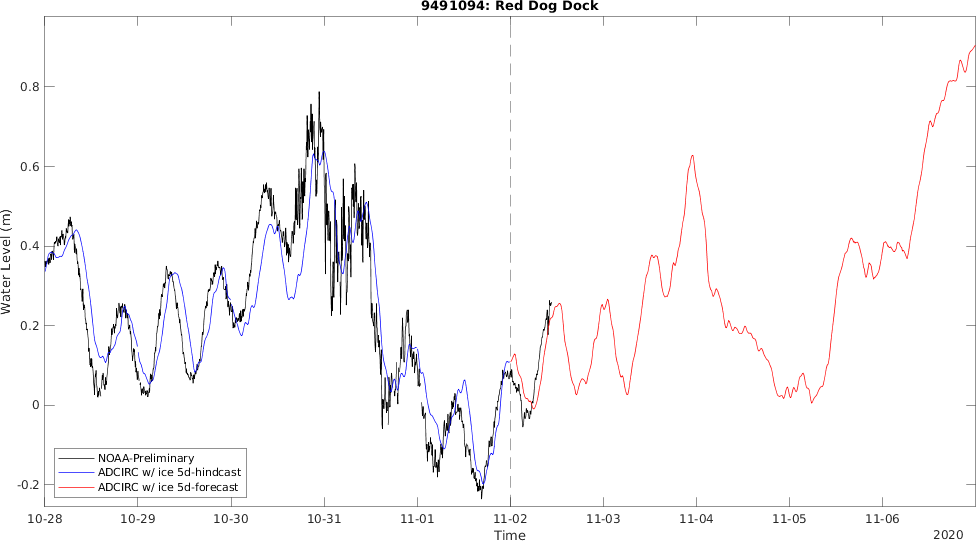 9491094: Red Dog Dock
Water Level (m)
0.8
0.6
0.4
0.2
0
-0.2
NOAA-Preliminary
ADCIRC w/ ice 5d-hindcast
ADCIRC w/ ice 5d-forecast
10-28 10-29 10-30 10-31 11-01 11-02 11-03 11-04 11-05 11-06
Time
2020